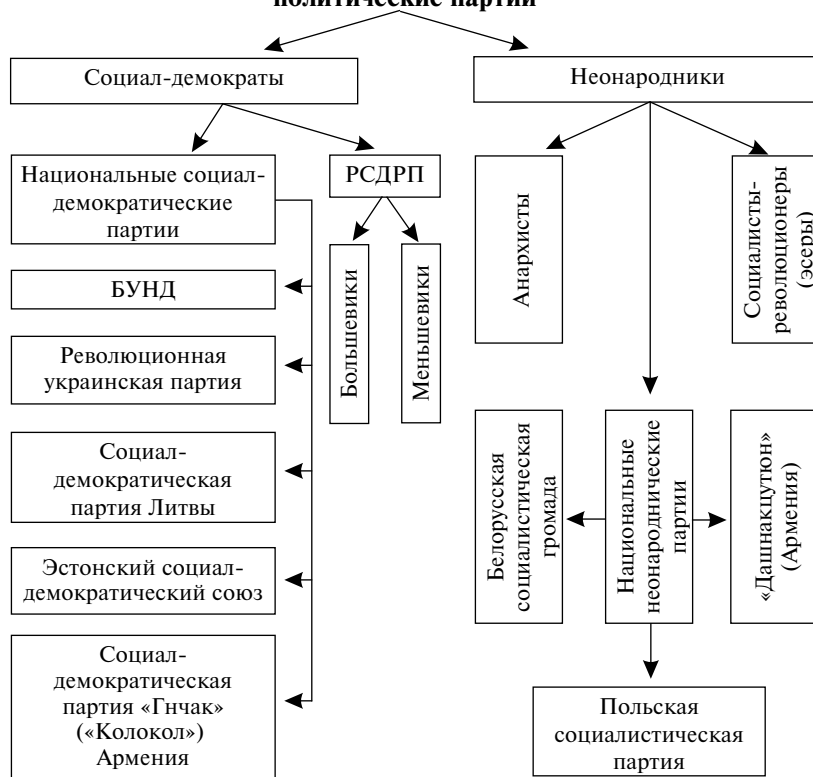 политические партии
Социал-демократы
Неонародники
Национальные социал-
демократические
партии
РСДРП
Большевики
Меньшевики
БУНД
Революционная
украинская партия
Социал-
демократическая
партия Литвы
Эстонский социал-
демократический союз
Социал-
демократическая
партия «Гнчак»
(«Колокол»)
Армения
Анархисты
Социалисты-
революционеры
(эсеры)
Белорусская
социалистическая
громада
Национальные
неонароднические
партии
«Дашнакцутюн»
(Армения)
Польская
социалистическая
партия